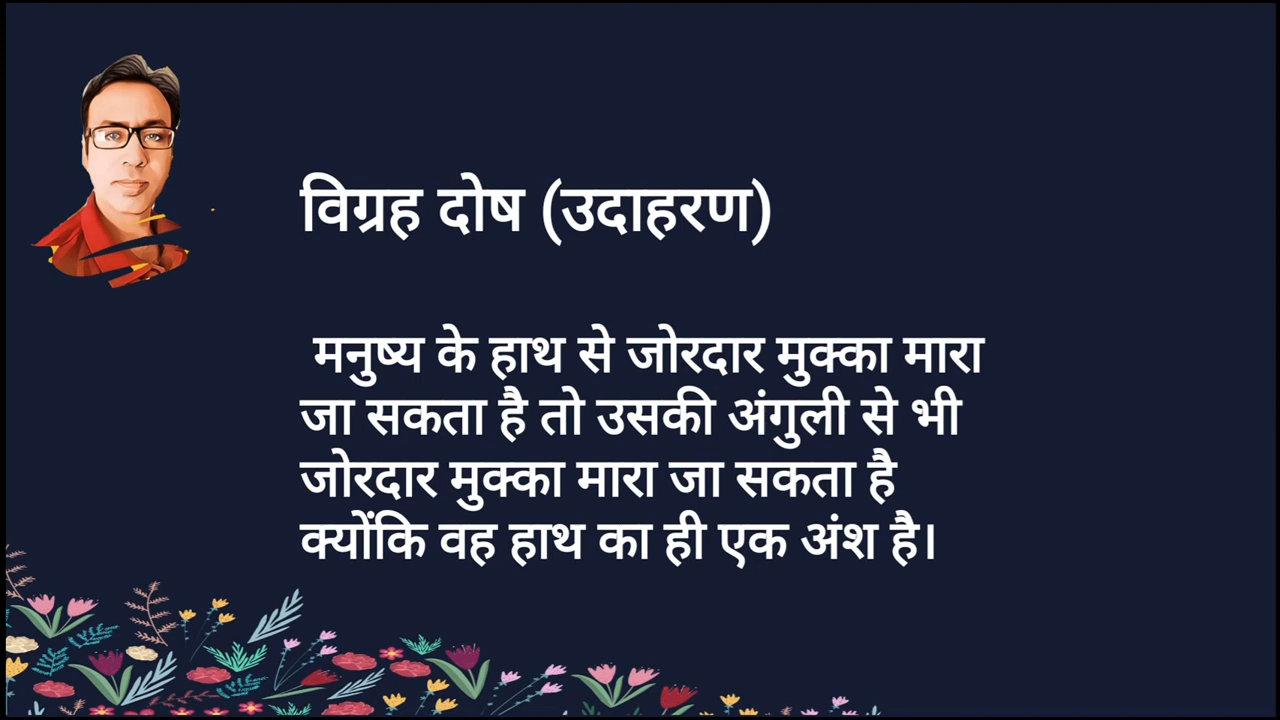 विग्रह दोष (उदाहरण)
मनुष्य के हाथ से जोरदार मुक्का मारा
जा सकता है तो उसकी अंगुली से भी
जोरदार मुक्का मारा जा सकता है
क्योंकि वह हाथ का ही एक अंश है।